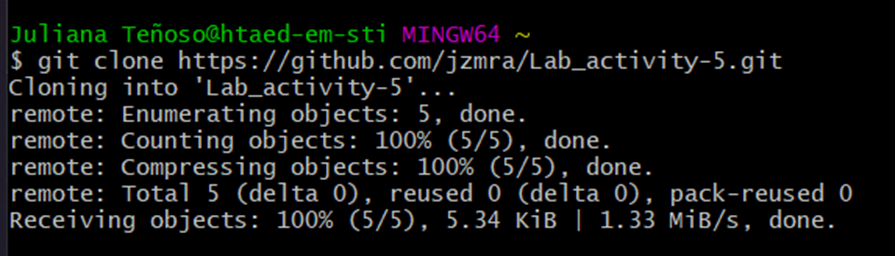 Juliana Teñoso@htaed-em-sti MINGW64 ~
$ git clone https://github.com/jzmra/Lab_activity-5.git
Cloning into 'Lab_activity-5'...
remote: Enumerating objects: 5, done.
remote: Counting objects: 100% (5/5), done.
remote: Compressing objects: 100% (5/5), done.
remote: Total 5 (delta 0), reused 0 (delta 0), pack-reused 0
Receiving objects: 100% (5/5), 5.34 KiB | 1.33 MiB/s, done.